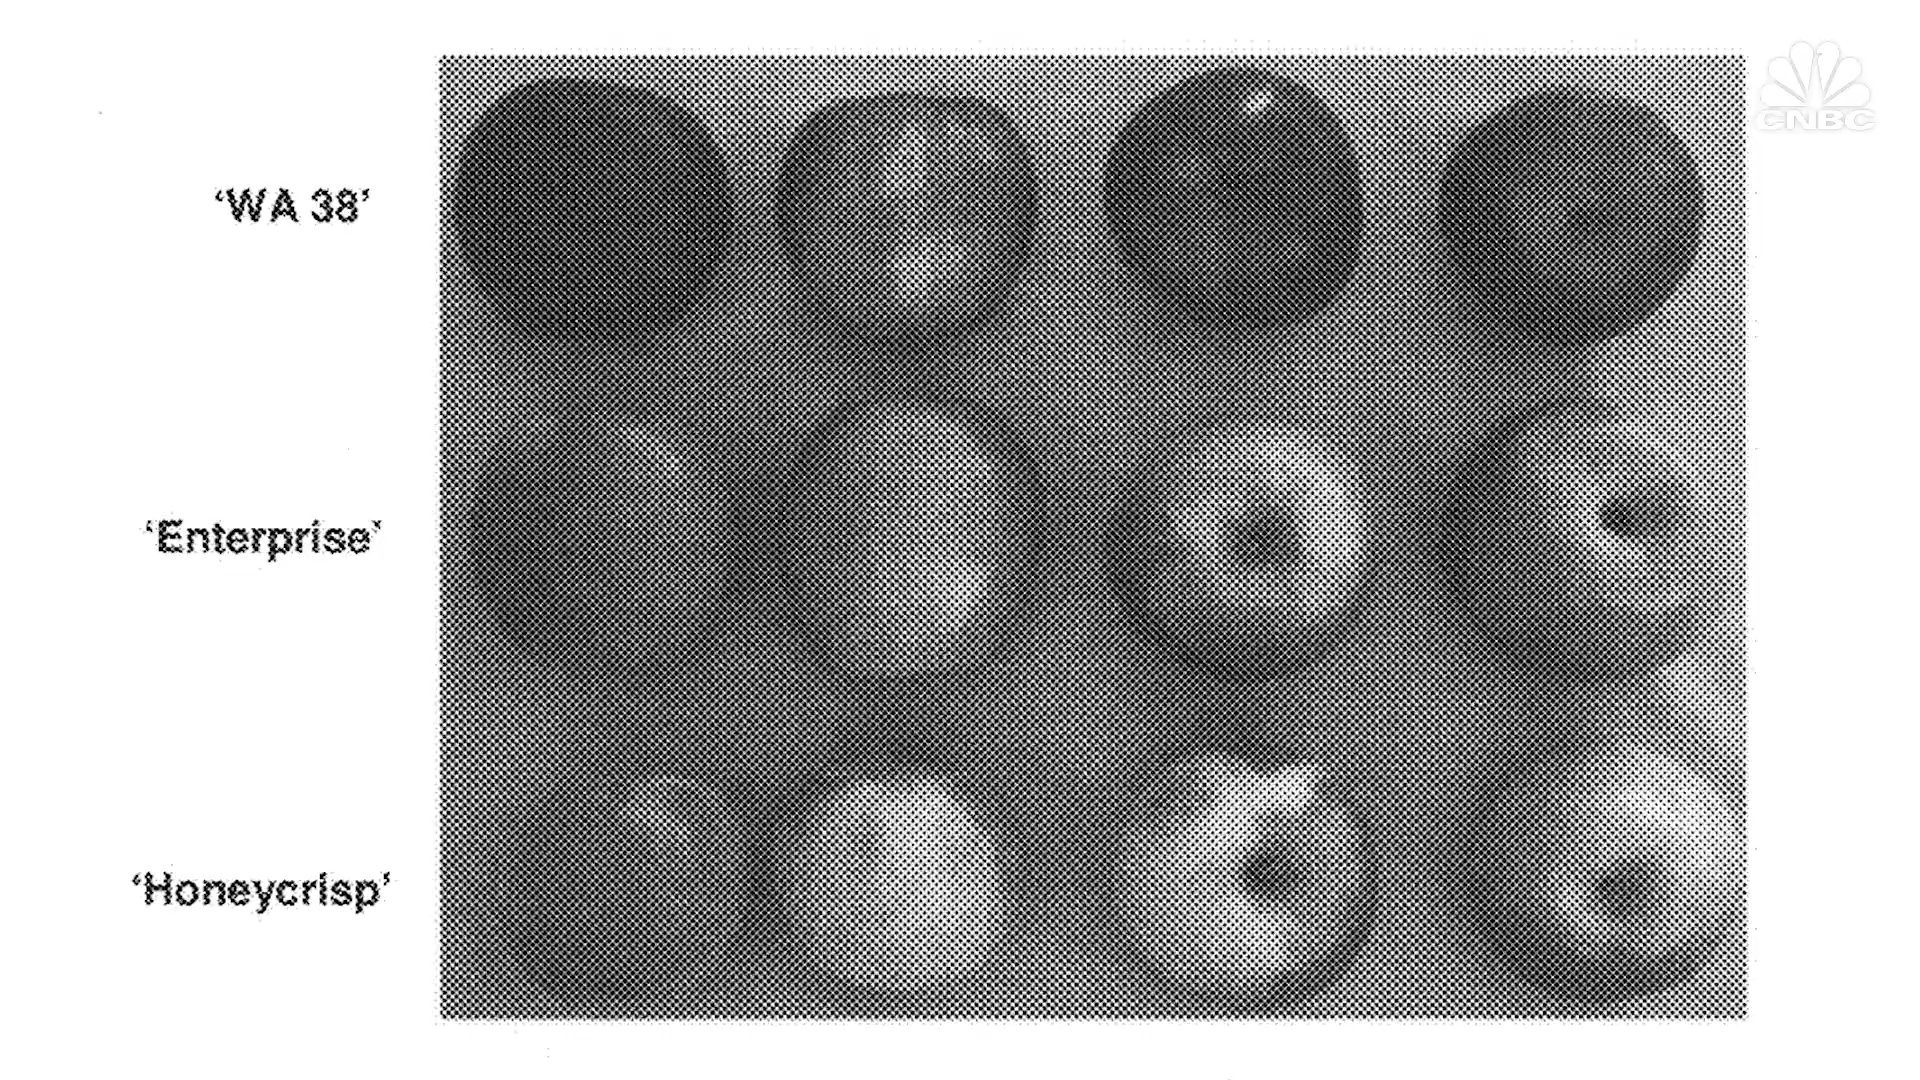 CNBC
‘WA 38’
‘Enterprise’
‘Honeycrisp’